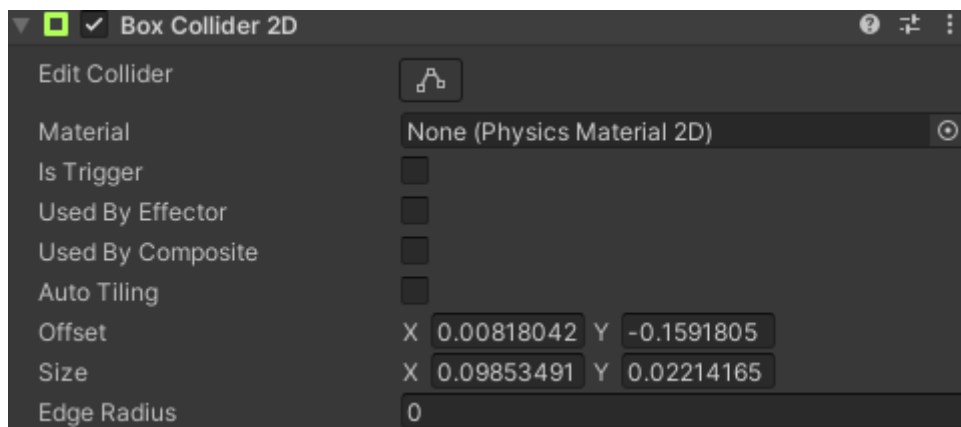 Box Collider 2D
Edit Collider
Material None (Physics Material 2D)
Is Trigger
Used By Effector
Used By Composite
Auto Tiling
Offset X 0.00818042 Y -0.1591805
Size X 0.09853491 Y 0.02214165
Edge Radius 0